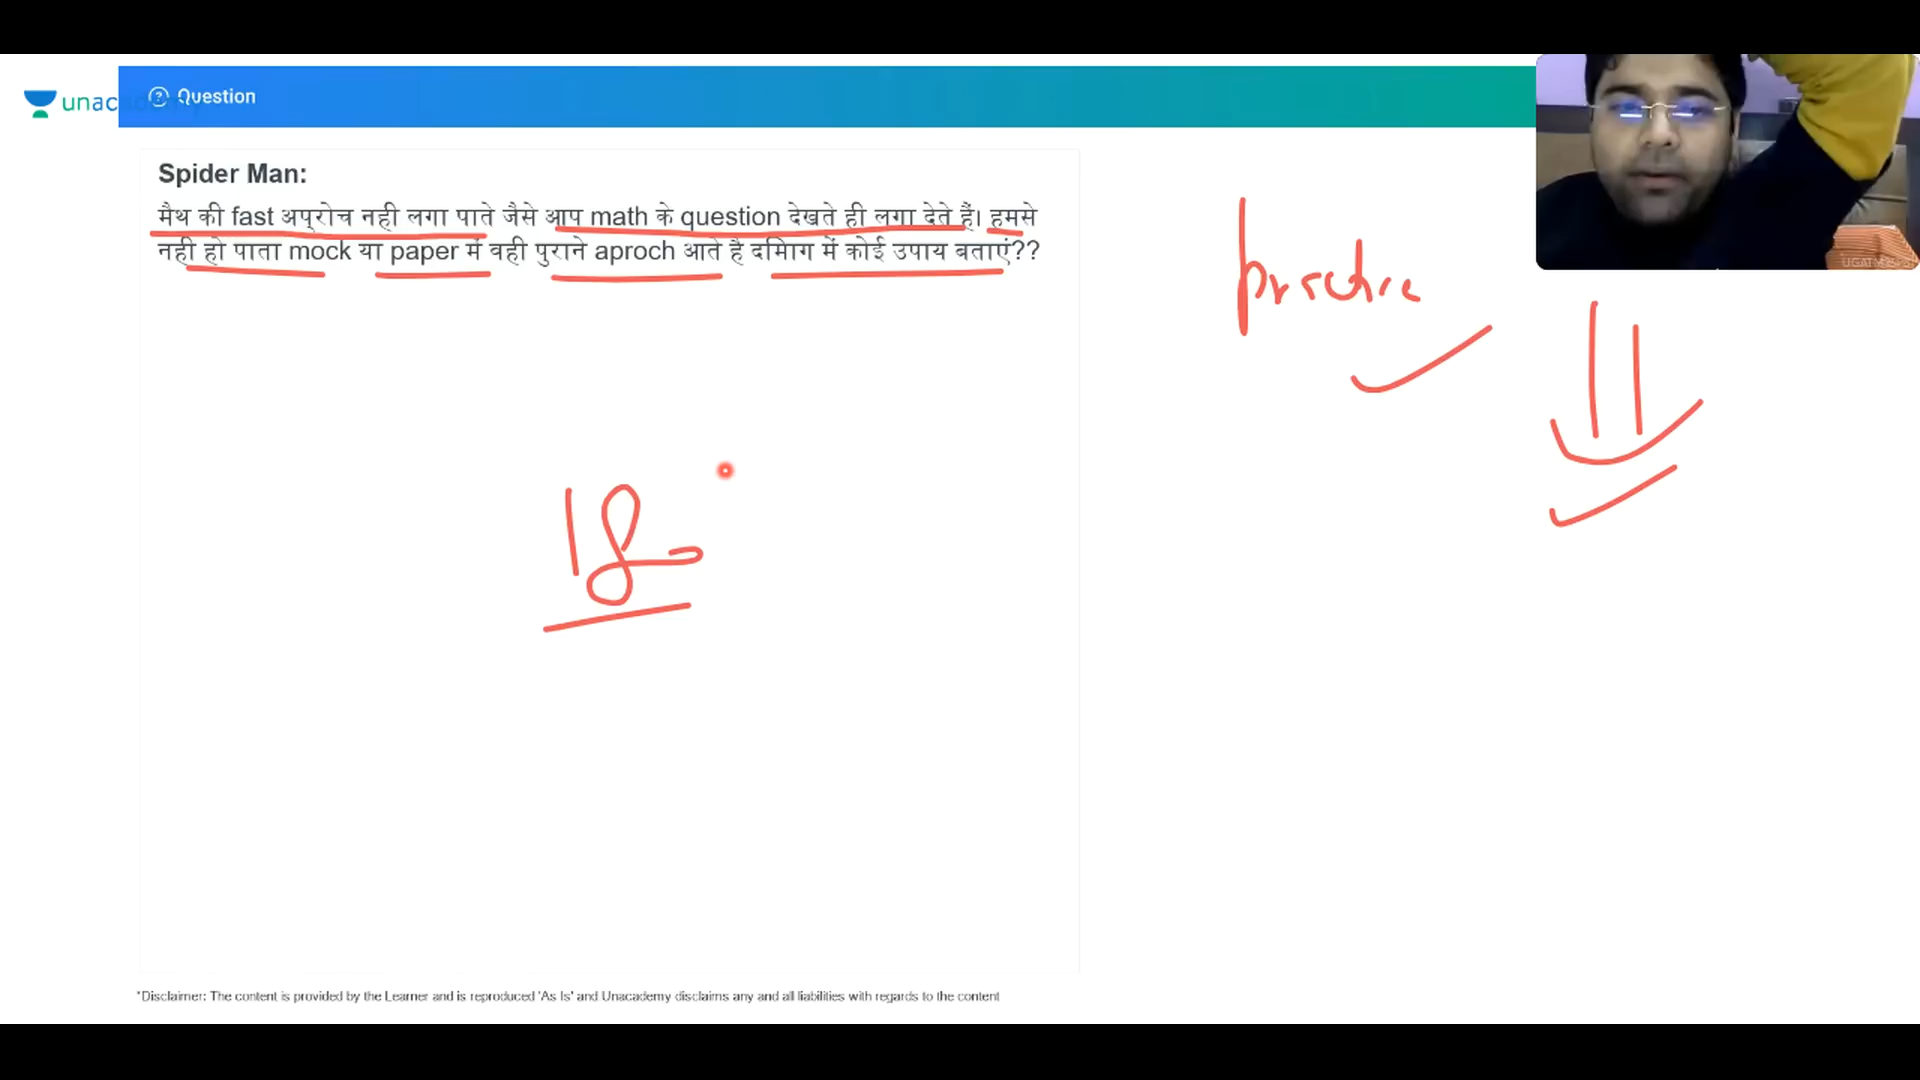 unacademy
Question
Spider Man:
मैथ की fast अप्रोच नही लगा पाते जैसे आप math के question देखते ही लगा देते हैं। हमसे
नही हो पाता mock या paper में वही पुराने aproch आते है दिमाग में कोई उपाय बताएं??
practice
18
*Disclaimer: The content is provided by the Learner and is reproduced 'As Is' and Unacademy disclaims any and all liabilities with regards to the content